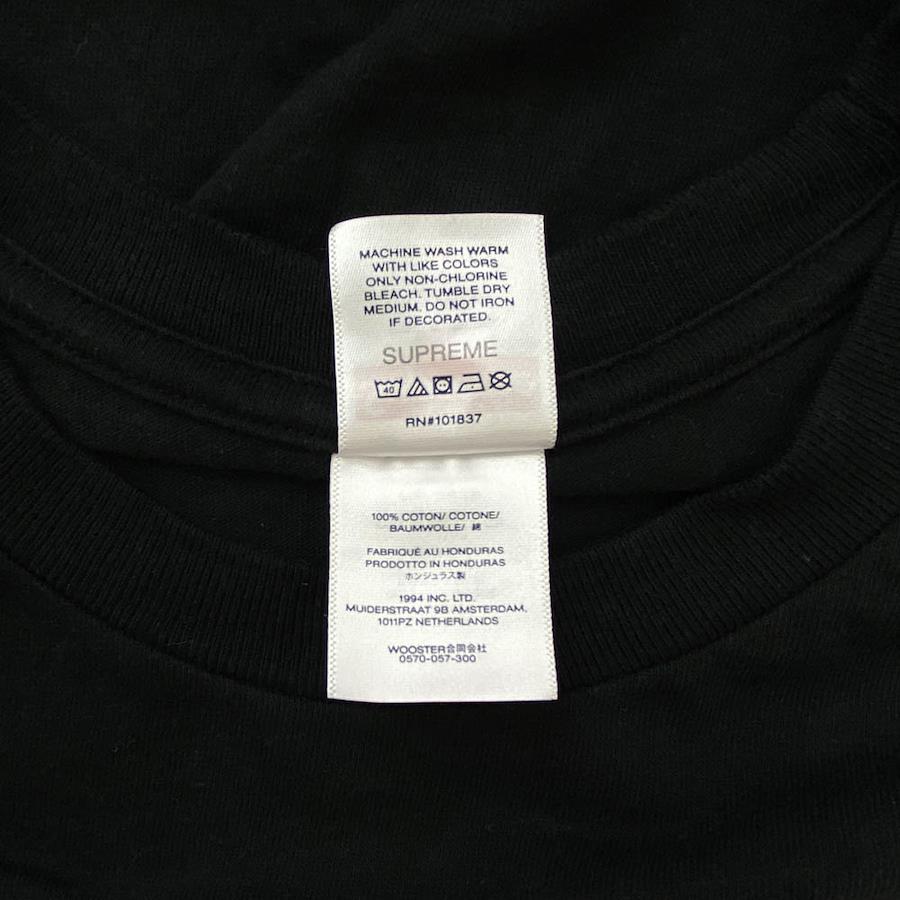 MACHINE WASH WARM
WITH LIKE COLORS
ONLY NON-CHLORINE
BLEACH. TUMBLE DRY
MEDIUM. DO NOT IRON
IF DECORATED.
SUPREME
40
RN#101837
100% COTON/ COTONE/
BAUMWOLLE/ 綿
FABRIQUÉ AU HONDURAS
PRODOTTO IN HONDURAS
ホンジュラス製
1994 INC. LTD.
MUIDERSTRAAT 9B AMSTERDAM,
1011PZ NETHERLANDS
WOOSTER合同会社
0570-057-300